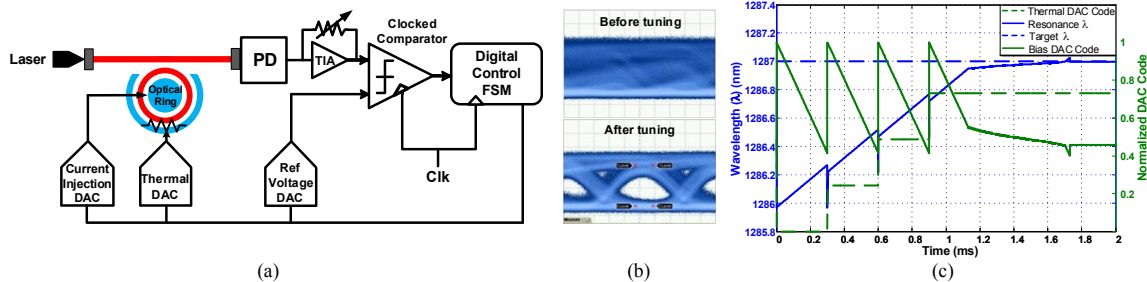 Laser
PD
TIA
Clocked
Comparator
Digital
Control
FSM
Optical
Ring
Current
Injection
DAC
Thermal
DAC
Ref
Voltage
DAC
Clk
(a)
Before tuning
After tuning
(b)
Wavelength (λ) (nm)
1287.4
1287.2
1287
1286.8
1286.6
1286.4
1286.2
1286
1285.8
Thermal DAC Code
Resonance λ
Target λ
Bias DAC Code
1
0.8
0.6
0.4
0.2
Normalized DAC Code
0 0.2 0.4 0.6 0.8 1 1.2 1.4 1.6 1.8 2
Time (ms)
(c)